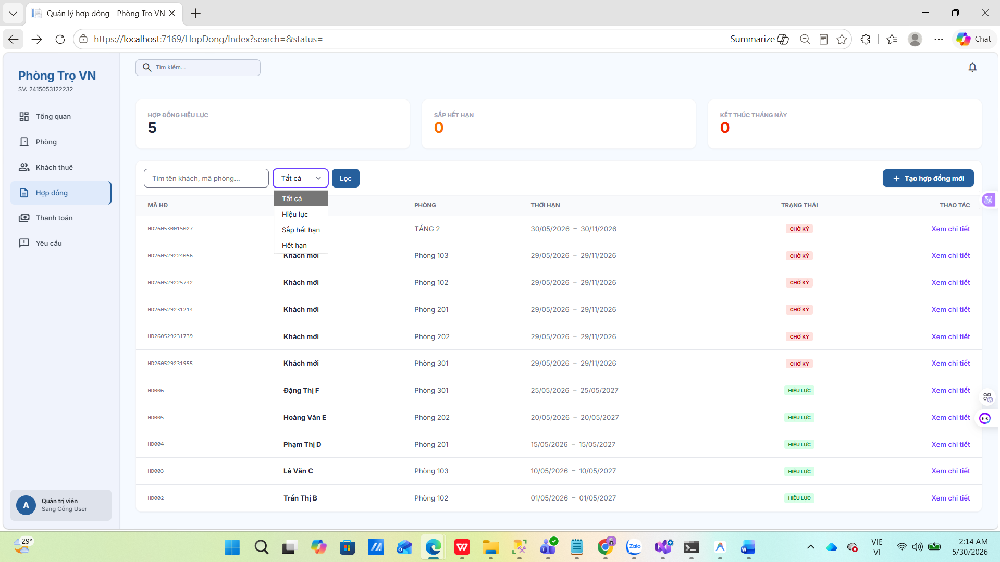 Quản lý hợp đồng - Phòng Trọ VN
https://localhost:7169/HopDong/Index?search=&status=
Summarize
Chat
Phòng Trọ VN
SV: 2415053122232
Tìm kiếm...
Tổng quan
Phòng
Khách thuê
Hợp đồng
Thanh toán
Yêu cầu
HỢP ĐỒNG HIỆU LỰC
5
SẮP HẾT HẠN
0
KẾT THÚC THÁNG NÀY
0
Tìm tên khách, mã phòng...
Tất cả
Lọc
+ Tạo hợp đồng mới
Tất cả
Hiệu lực
Sắp hết hạn
Hết hạn
MÃ HĐ PHÒNG THỜI HẠN TRẠNG THÁI THAO TÁC
HD260530015027 TẦNG 2 30/05/2026 – 30/11/2026 CHỜ KÝ Xem chi tiết
HD260529224056 Khách mới Phòng 103 29/05/2026 – 29/11/2026 CHỜ KÝ Xem chi tiết
HD260529225742 Khách mới Phòng 102 29/05/2026 – 29/11/2026 CHỜ KÝ Xem chi tiết
HD260529231214 Khách mới Phòng 201 29/05/2026 – 29/11/2026 CHỜ KÝ Xem chi tiết
HD260529231739 Khách mới Phòng 202 29/05/2026 – 29/11/2026 CHỜ KÝ Xem chi tiết
HD260529231955 Khách mới Phòng 301 29/05/2026 – 29/11/2026 CHỜ KÝ Xem chi tiết
HD006 Đặng Thị F Phòng 301 25/05/2026 – 25/05/2027 HIỆU LỰC Xem chi tiết
HD005 Hoàng Văn E Phòng 202 20/05/2026 – 20/05/2027 HIỆU LỰC Xem chi tiết
HD004 Phạm Thị D Phòng 201 15/05/2026 – 15/05/2027 HIỆU LỰC Xem chi tiết
HD003 Lê Văn C Phòng 103 10/05/2026 – 10/05/2027 HIỆU LỰC Xem chi tiết
HD002 Trần Thị B Phòng 102 01/05/2026 – 01/05/2027 HIỆU LỰC Xem chi tiết
A
Quản trị viên
Sang Cồng User
29°
Zalo
VIE
VI
2:14 AM
5/30/2026